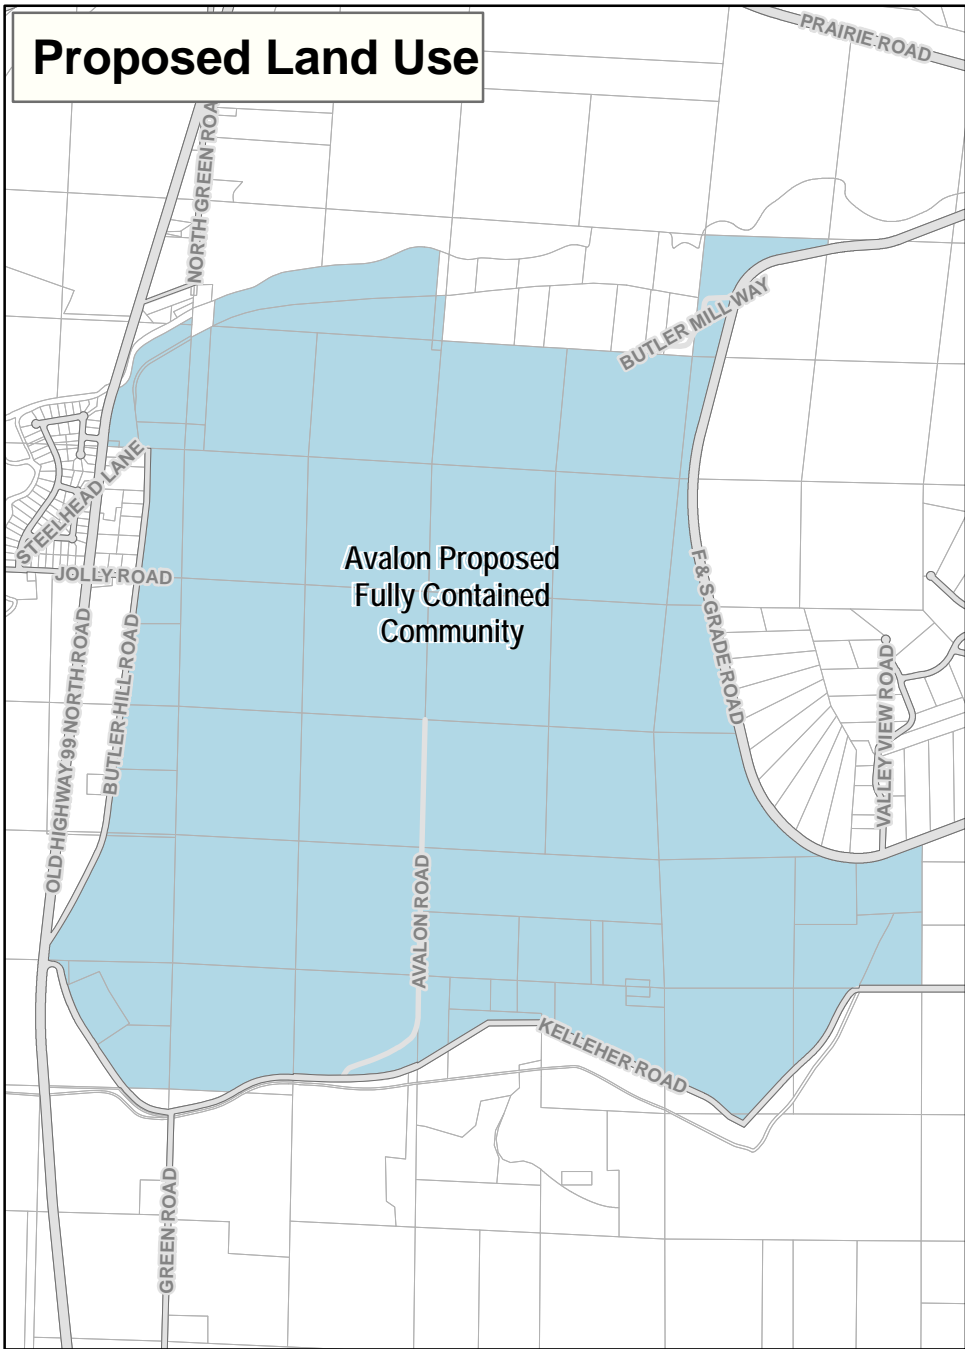 Proposed Land Use
PRAIRIE ROAD
NORTH GREEN ROA
BUTLER MILL WAY
STEELHEAD LANE
JOLLY ROAD
Avalon Proposed
Fully Contained
Community
F & S GRADE ROAD
OLD HIGHWAY 99 NORTH ROAD
BUTLER HILL ROAD
VALLEY VIEW ROAD
AVALON ROAD
KELLEHER ROAD
GREEN ROAD